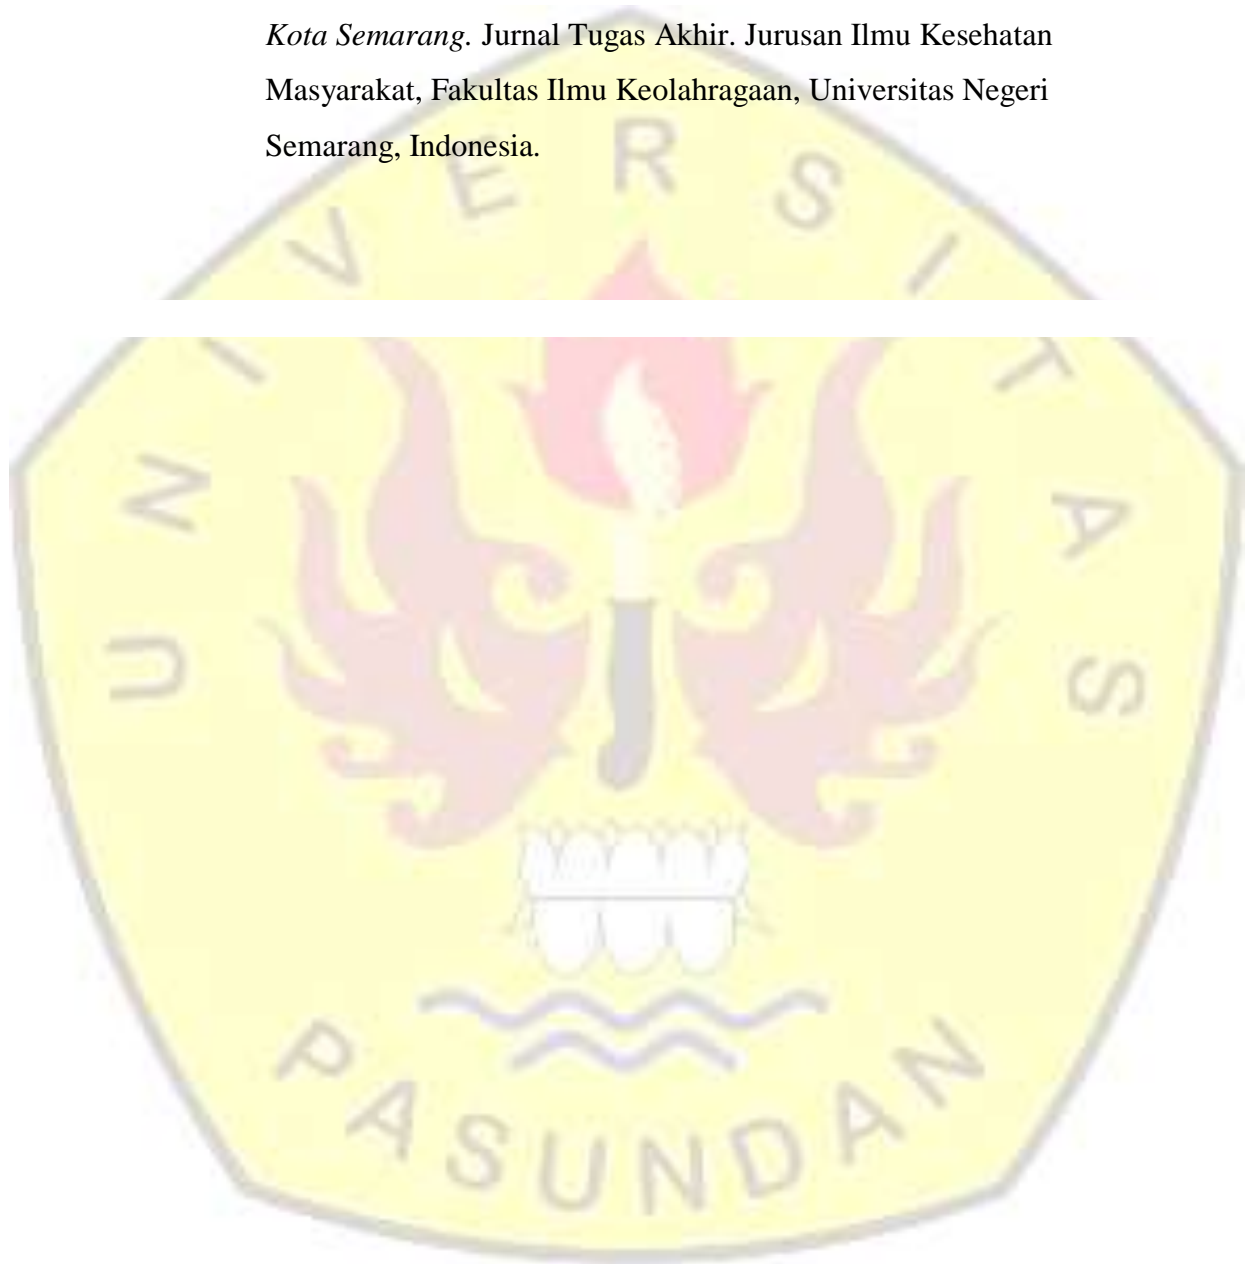 Kota Semarang. Jurnal Tugas Akhir. Jurusan Ilmu Kesehatan
Masyarakat, Fakultas Ilmu Keolahragaan, Universitas Negeri
Semarang, Indonesia.
UNIVERSITAS
PASUNDAN